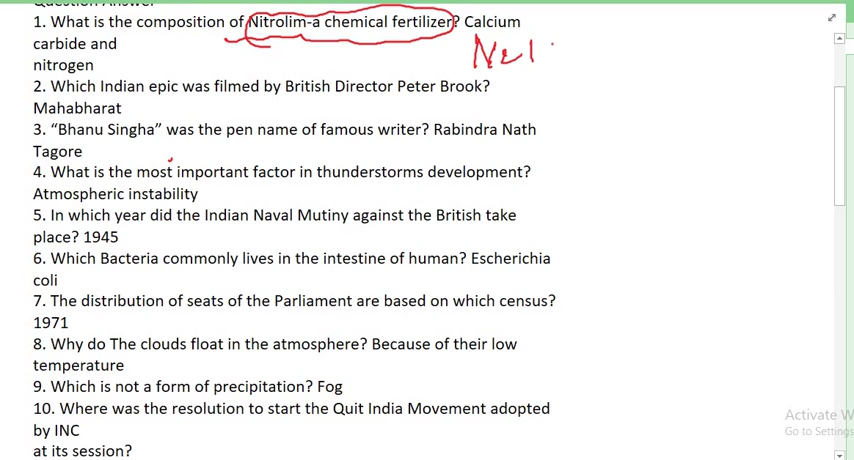 Question Answer
1. What is the composition of Nitrolim-a chemical fertilizer? Calcium
carbide and
nitrogen
2. Which Indian epic was filmed by British Director Peter Brook?
Mahabharat
3. “Bhanu Singha” was the pen name of famous writer? Rabindra Nath
Tagore
4. What is the most important factor in thunderstorms development?
Atmospheric instability
5. In which year did the Indian Naval Mutiny against the British take
place? 1945
6. Which Bacteria commonly lives in the intestine of human? Escherichia
coli
7. The distribution of seats of the Parliament are based on which census?
1971
8. Why do The clouds float in the atmosphere? Because of their low
temperature
9. Which is not a form of precipitation? Fog
10. Where was the resolution to start the Quit India Movement adopted
by INC
at its session?
Activate W
Go to Settings